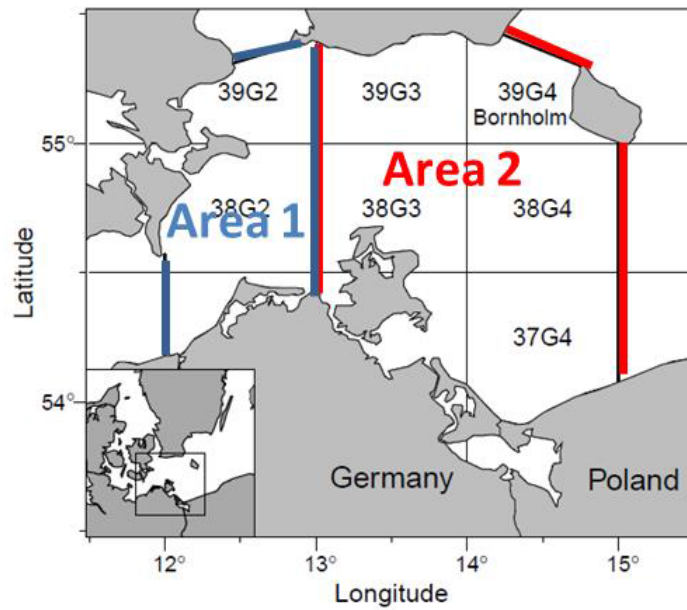 39G2 39G3 39G4
Bornholm
55°
Area 2
38G2 38G3 38G4
Area 1
Latitude
37G4
54°
Germany Poland
12° 13° 14° 15°
Longitude